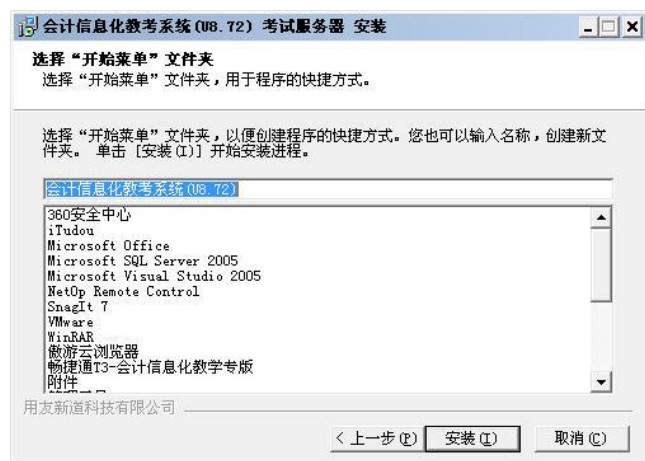 会计信息化教考系统(U8.72) 考试服务器 安装
选择“开始菜单”文件夹
选择“开始菜单”文件夹，用于程序的快捷方式。
选择“开始菜单”文件夹，以便创建程序的快捷方式。您也可以输入名称，创建新文
件夹。 单击 [安装(I)] 开始安装进程。
会计信息化教考系统(U8.72)
360安全中心
iTudou
Microsoft Office
Microsoft SQL Server 2005
Microsoft Visual Studio 2005
NetOp Remote Control
SnagIt 7
VMware
WinRAR
傲游云浏览器
畅捷通T3-会计信息化教学专版
附件
用友新道科技有限公司
< 上一步(P) 安装(I) 取消(C)